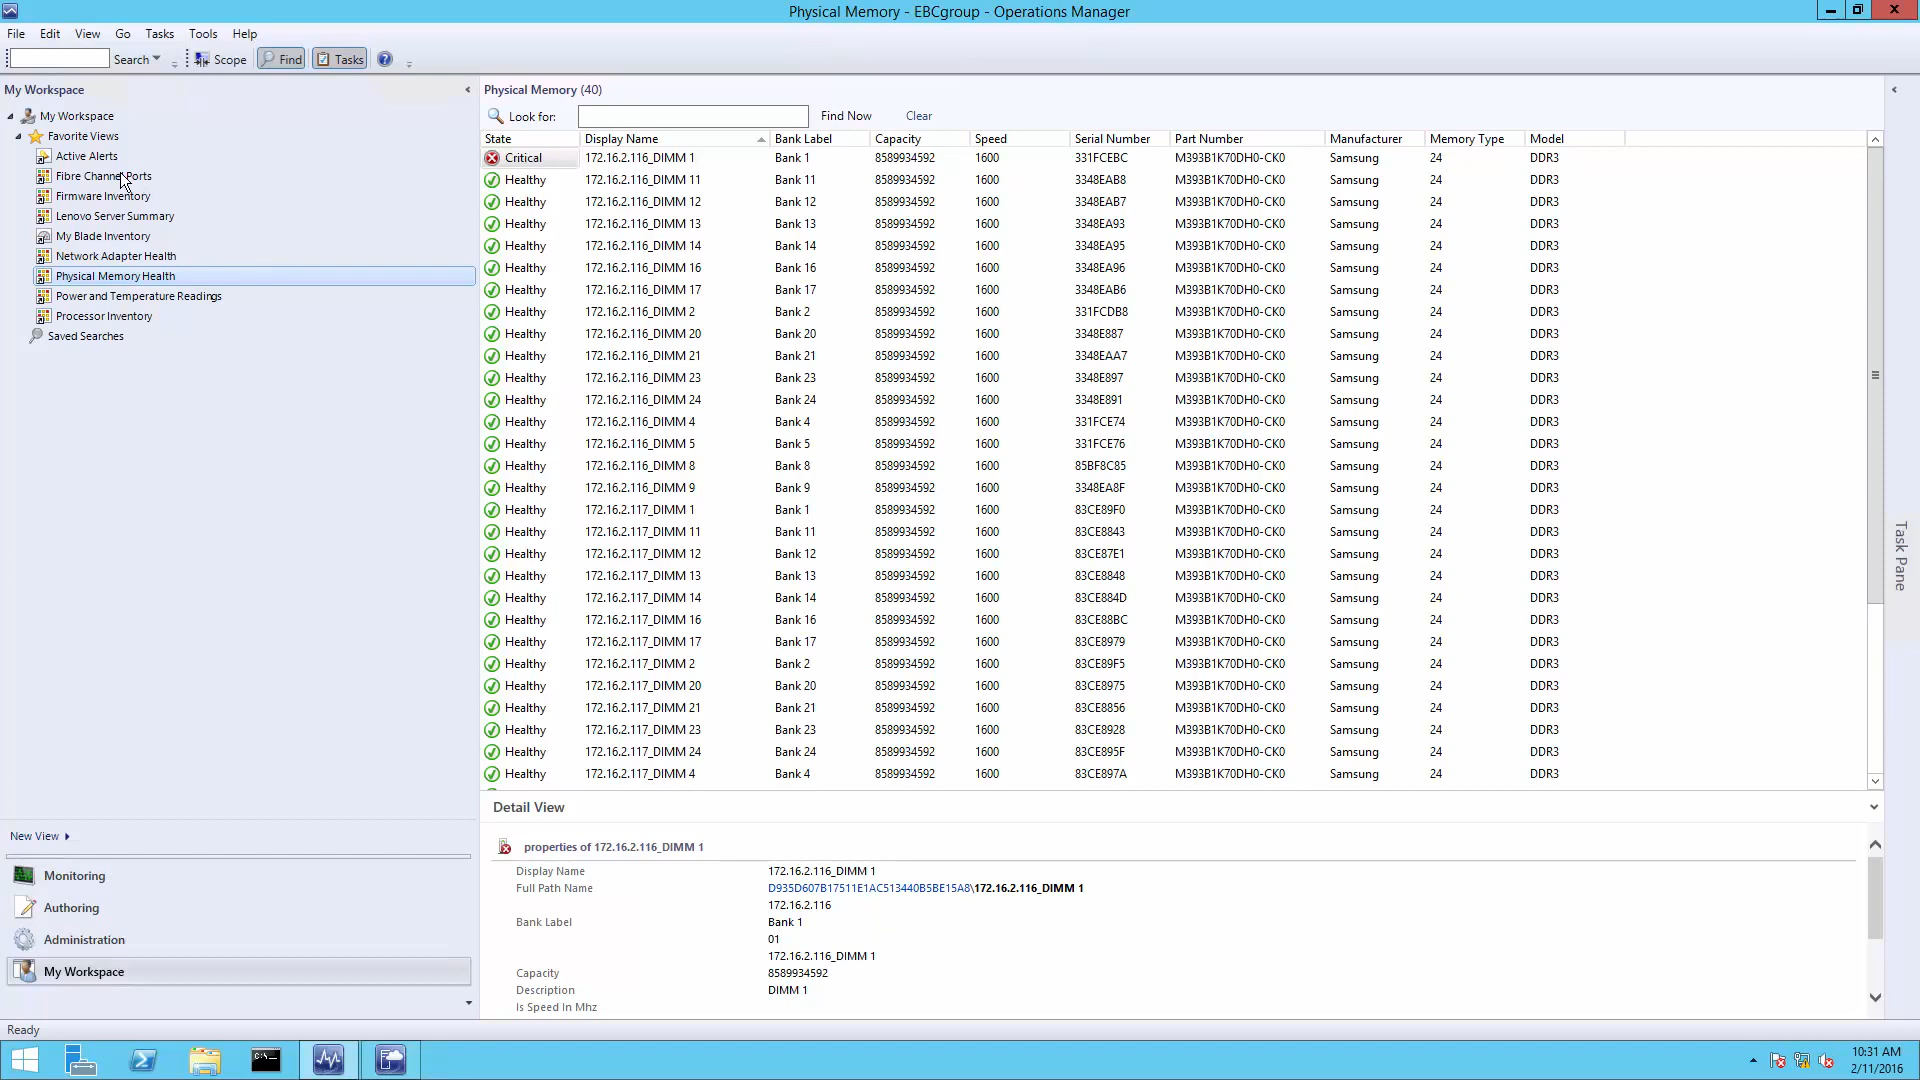 Physical Memory - EBCgroup - Operations Manager
File Edit View Go Tasks Tools Help
Search Scope Find Tasks
My Workspace
My Workspace
Favorite Views
Active Alerts
Fibre Channel Ports
Firmware Inventory
Lenovo Server Summary
My Blade Inventory
Network Adapter Health
Physical Memory Health
Power and Temperature Readings
Processor Inventory
Saved Searches
New View
Monitoring
Authoring
Administration
My Workspace
Physical Memory (40)
Look for: Find Now Clear
State Display Name Bank Label Capacity Speed Serial Number Part Number Manufacturer Memory Type Model
Critical 172.16.2.116_DIMM 1 Bank 1 8589934592 1600 331FCEBC M393B1K70DH0-CK0 Samsung 24 DDR3
Healthy 172.16.2.116_DIMM 11 Bank 11 8589934592 1600 3348EAB8 M393B1K70DH0-CK0 Samsung 24 DDR3
Healthy 172.16.2.116_DIMM 12 Bank 12 8589934592 1600 3348EAB7 M393B1K70DH0-CK0 Samsung 24 DDR3
Healthy 172.16.2.116_DIMM 13 Bank 13 8589934592 1600 3348EA93 M393B1K70DH0-CK0 Samsung 24 DDR3
Healthy 172.16.2.116_DIMM 14 Bank 14 8589934592 1600 3348EA95 M393B1K70DH0-CK0 Samsung 24 DDR3
Healthy 172.16.2.116_DIMM 16 Bank 16 8589934592 1600 3348EA96 M393B1K70DH0-CK0 Samsung 24 DDR3
Healthy 172.16.2.116_DIMM 17 Bank 17 8589934592 1600 3348EAB6 M393B1K70DH0-CK0 Samsung 24 DDR3
Healthy 172.16.2.116_DIMM 2 Bank 2 8589934592 1600 331FCDB8 M393B1K70DH0-CK0 Samsung 24 DDR3
Healthy 172.16.2.116_DIMM 20 Bank 20 8589934592 1600 3348E887 M393B1K70DH0-CK0 Samsung 24 DDR3
Healthy 172.16.2.116_DIMM 21 Bank 21 8589934592 1600 3348EAA7 M393B1K70DH0-CK0 Samsung 24 DDR3
Healthy 172.16.2.116_DIMM 23 Bank 23 8589934592 1600 3348E897 M393B1K70DH0-CK0 Samsung 24 DDR3
Healthy 172.16.2.116_DIMM 24 Bank 24 8589934592 1600 3348E891 M393B1K70DH0-CK0 Samsung 24 DDR3
Healthy 172.16.2.116_DIMM 4 Bank 4 8589934592 1600 331FCE74 M393B1K70DH0-CK0 Samsung 24 DDR3
Healthy 172.16.2.116_DIMM 5 Bank 5 8589934592 1600 331FCE76 M393B1K70DH0-CK0 Samsung 24 DDR3
Healthy 172.16.2.116_DIMM 8 Bank 8 8589934592 1600 85BF8C85 M393B1K70DH0-CK0 Samsung 24 DDR3
Healthy 172.16.2.116_DIMM 9 Bank 9 8589934592 1600 3348EA8F M393B1K70DH0-CK0 Samsung 24 DDR3
Healthy 172.16.2.117_DIMM 1 Bank 1 8589934592 1600 83CE89F0 M393B1K70DH0-CK0 Samsung 24 DDR3
Healthy 172.16.2.117_DIMM 11 Bank 11 8589934592 1600 83CE8843 M393B1K70DH0-CK0 Samsung 24 DDR3
Healthy 172.16.2.117_DIMM 12 Bank 12 8589934592 1600 83CE87E1 M393B1K70DH0-CK0 Samsung 24 DDR3
Healthy 172.16.2.117_DIMM 13 Bank 13 8589934592 1600 83CE8848 M393B1K70DH0-CK0 Samsung 24 DDR3
Healthy 172.16.2.117_DIMM 14 Bank 14 8589934592 1600 83CE884D M393B1K70DH0-CK0 Samsung 24 DDR3
Healthy 172.16.2.117_DIMM 16 Bank 16 8589934592 1600 83CE88BC M393B1K70DH0-CK0 Samsung 24 DDR3
Healthy 172.16.2.117_DIMM 17 Bank 17 8589934592 1600 83CE8979 M393B1K70DH0-CK0 Samsung 24 DDR3
Healthy 172.16.2.117_DIMM 2 Bank 2 8589934592 1600 83CE89F5 M393B1K70DH0-CK0 Samsung 24 DDR3
Healthy 172.16.2.117_DIMM 20 Bank 20 8589934592 1600 83CE8975 M393B1K70DH0-CK0 Samsung 24 DDR3
Healthy 172.16.2.117_DIMM 21 Bank 21 8589934592 1600 83CE8856 M393B1K70DH0-CK0 Samsung 24 DDR3
Healthy 172.16.2.117_DIMM 23 Bank 23 8589934592 1600 83CE8928 M393B1K70DH0-CK0 Samsung 24 DDR3
Healthy 172.16.2.117_DIMM 24 Bank 24 8589934592 1600 83CE895F M393B1K70DH0-CK0 Samsung 24 DDR3
Healthy 172.16.2.117_DIMM 4 Bank 4 8589934592 1600 83CE897A M393B1K70DH0-CK0 Samsung 24 DDR3
Detail View
properties of 172.16.2.116_DIMM 1
Display Name 172.16.2.116_DIMM 1
Full Path Name D935D607B17511E1AC513440B5BE15A8\172.16.2.116_DIMM 1
172.16.2.116
Bank Label Bank 1
01
172.16.2.116_DIMM 1
Capacity 8589934592
Description DIMM 1
Is Speed In Mhz
Task Pane
Ready
10:31 AM
2/11/2016